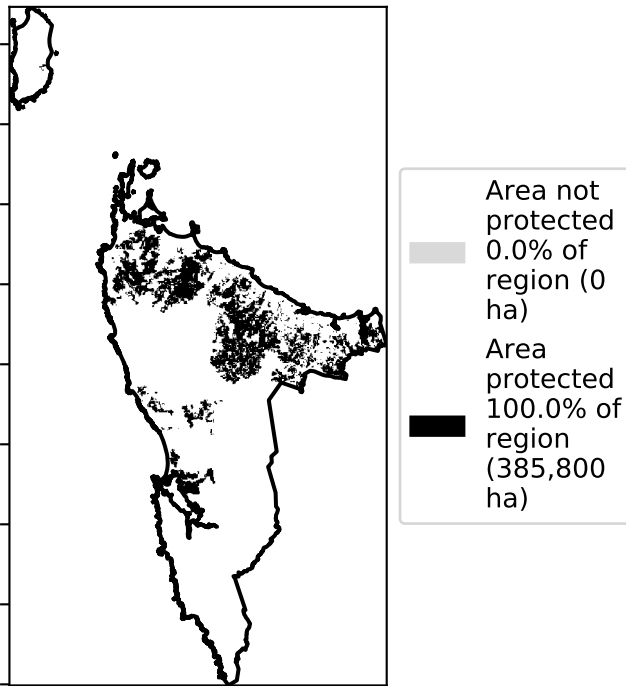 Area not
protected
0.0% of
region (0
ha)
Area
protected
100.0% of
region
(385,800
ha)